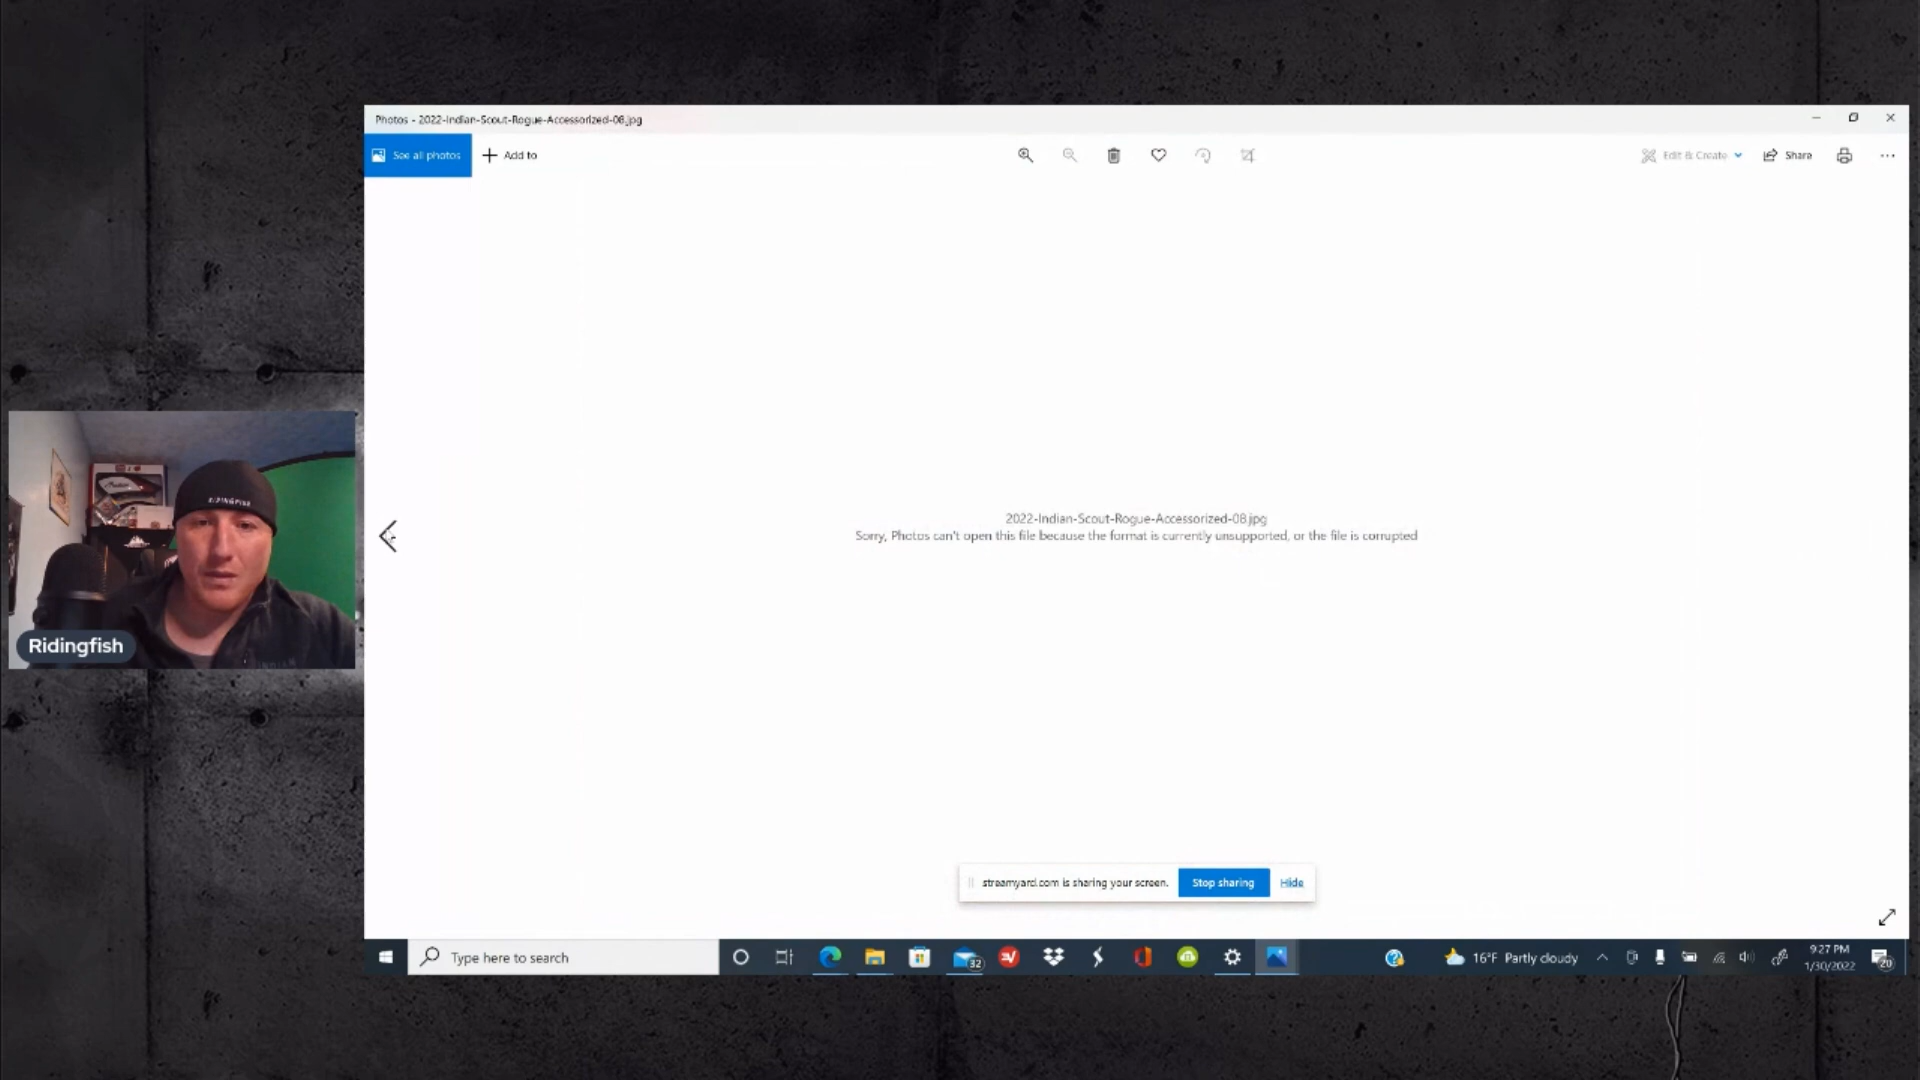 Photos - 2022-Indian-Scout-Rogue-Accessorized-08.jpg
See all photos
Add to
Edit & Create
Share
2022-Indian-Scout-Rogue-Accessorized-08.jpg
Sorry, Photos can't open this file because the format is currently unsupported, or the file is corrupted
RIDINGFISH
Ridingfish
streamyard.com is sharing your screen.
Stop sharing
Hide
Type here to search
32
16°F Partly cloudy
9:27 PM
1/30/2022
20